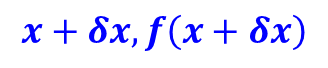 x + δx, f(x + δx)